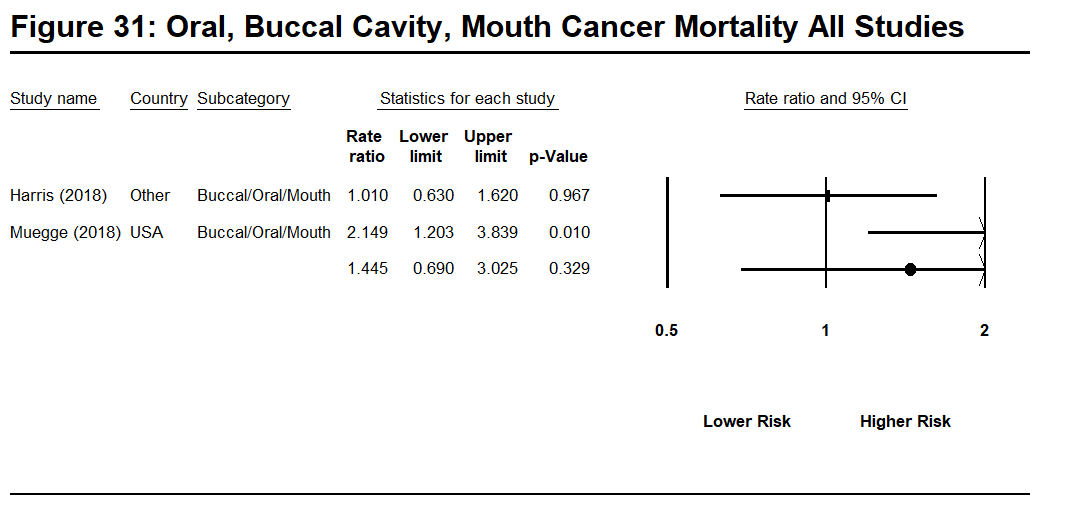 Figure 31: Oral, Buccal Cavity, Mouth Cancer Mortality All Studies
Study name Country Subcategory Statistics for each study Rate ratio and 95% CI
Rate Lower Upper
ratio limit limit p-Value
Harris (2018) Other Buccal/Oral/Mouth 1.010 0.630 1.620 0.967
Muegge (2018) USA Buccal/Oral/Mouth 2.149 1.203 3.839 0.010
1.445 0.690 3.025 0.329
0.5 1 2
Lower Risk Higher Risk